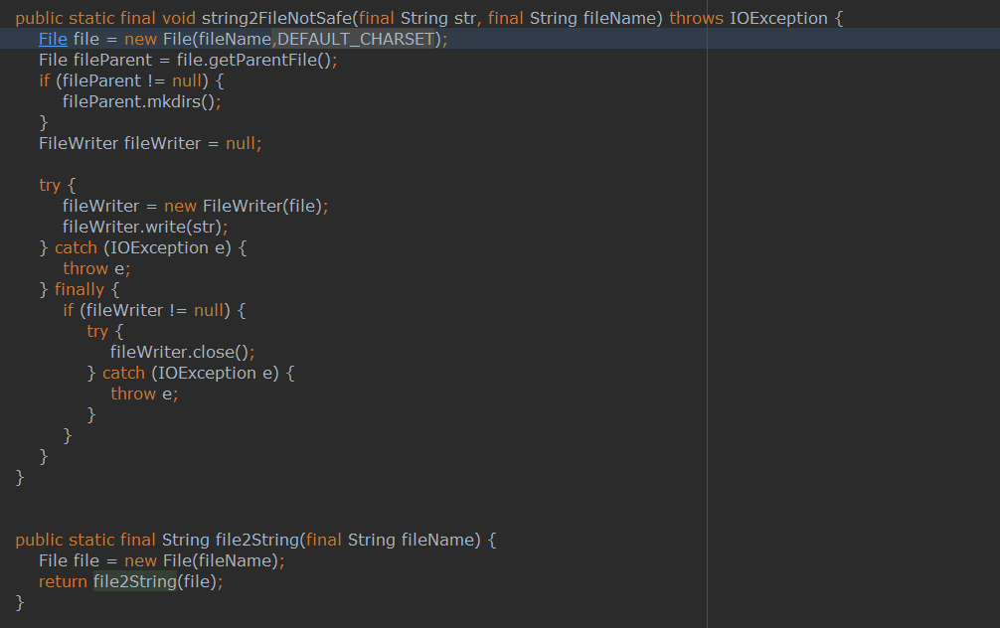 public static final void string2FileNotSafe(final String str, final String fileName) throws IOException {
File file = new File(fileName,DEFAULT_CHARSET);
File fileParent = file.getParentFile();
if (fileParent != null) {
fileParent.mkdirs();
}
FileWriter fileWriter = null;
try {
fileWriter = new FileWriter(file);
fileWriter.write(str);
} catch (IOException e) {
throw e;
} finally {
if (fileWriter != null) {
try {
fileWriter.close();
} catch (IOException e) {
throw e;
}
}
}
}
public static final String file2String(final String fileName) {
File file = new File(fileName);
return file2String(file);
}